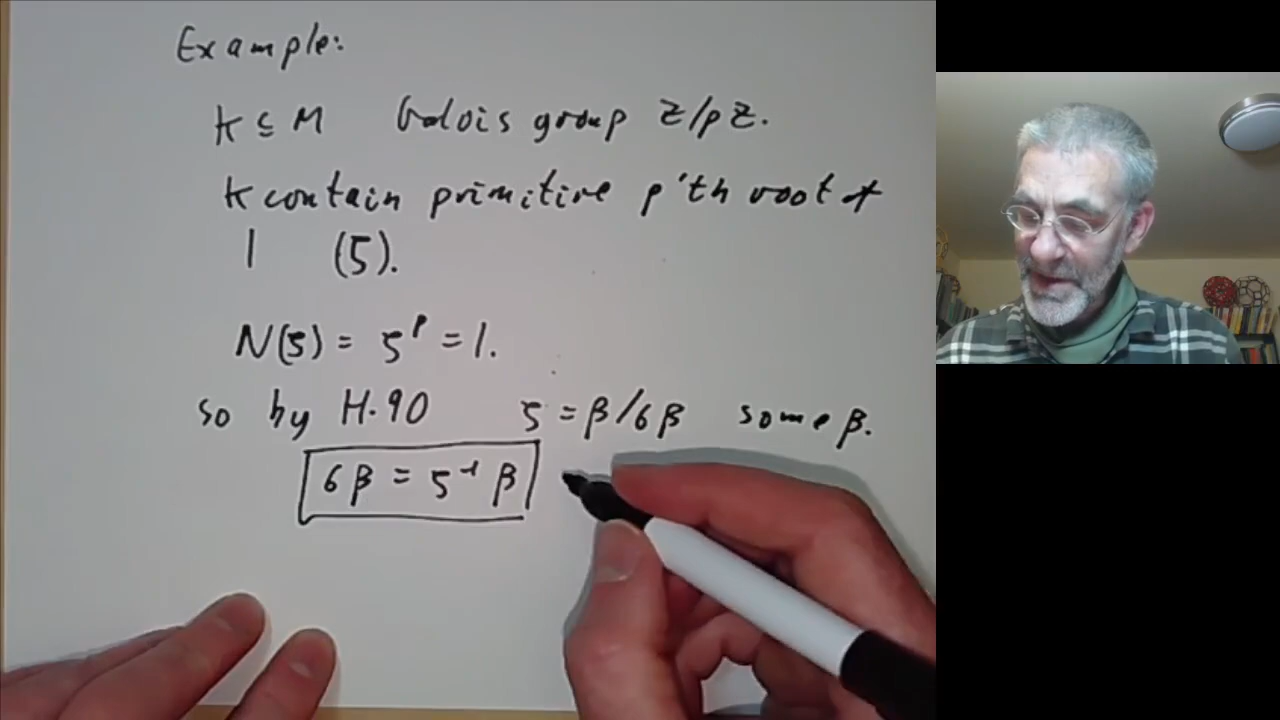 Example:
K ⊆ M Galois group Z/pZ.
K contain primitive p'th root of
1 (ζ).
N(ζ) = ζ^p = 1.
so by H.90 ζ = β/σβ some β.
σβ = ζ⁻¹ β